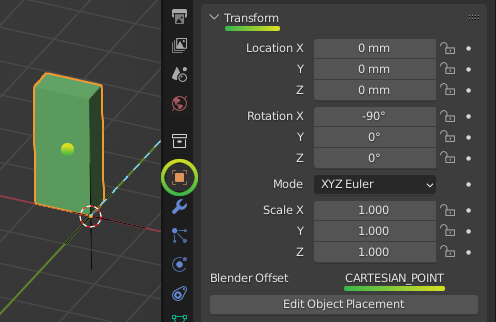 Transform
Location X 0 mm
Y 0 mm
Z 0 mm
Rotation X -90°
Y 0°
Z 0°
Mode XYZ Euler
Scale X 1.000
Y 1.000
Z 1.000
Blender Offset CARTESIAN_POINT
Edit Object Placement